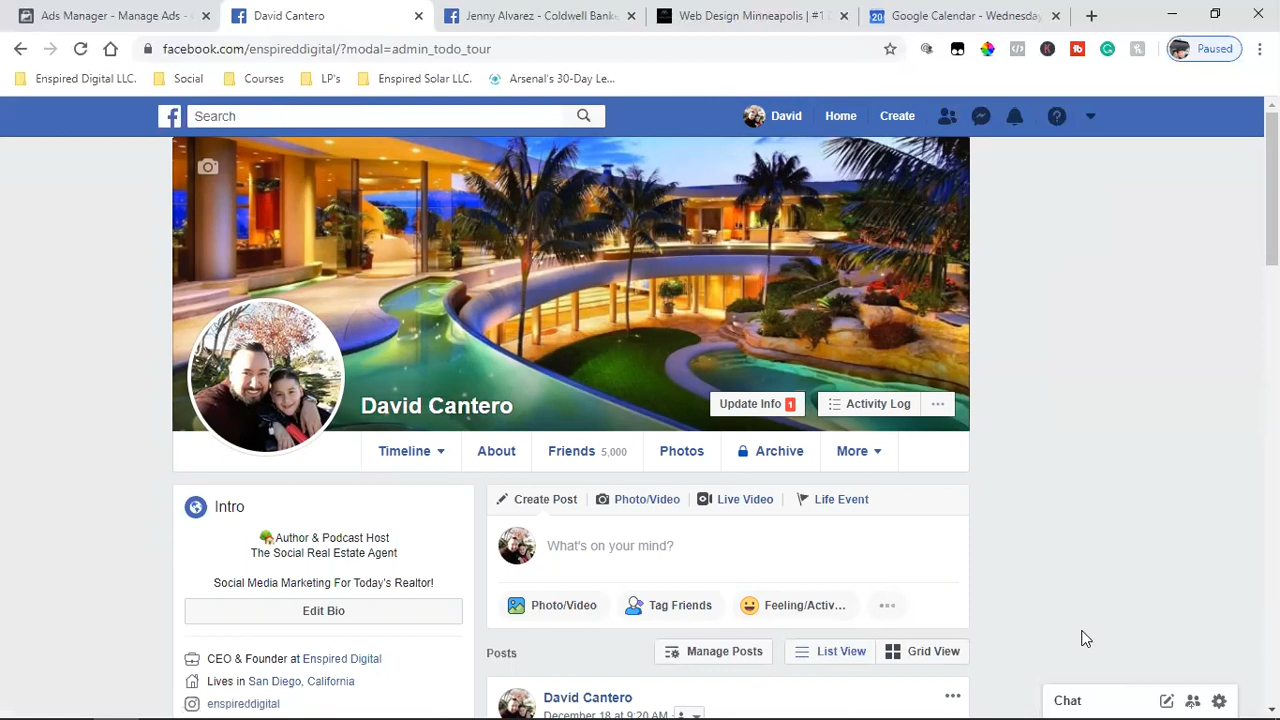 Ads Manager - Manage Ads -
David Cantero
Jenny Alvarez - Coldwell Bank
Web Design Minneapolis | #1
Google Calendar - Wednesday
facebook.com/enspireddigital/?modal=admin_todo_tour
Paused
Enspired Digital LLC.
Social
Courses
LP's
Enspired Solar LLC.
Arsenal's 30-Day Le...
Search
David
Home
Create
David Cantero
Update Info 1
Activity Log
Timeline
About
Friends 5,000
Photos
Archive
More
Intro
Author & Podcast Host
The Social Real Estate Agent
Social Media Marketing For Today's Realtor!
Edit Bio
CEO & Founder at Enspired Digital
Lives in San Diego, California
enspireddigital
Create Post
Photo/Video
Live Video
Life Event
What's on your mind?
Photo/Video
Tag Friends
Feeling/Activ...
Posts
Manage Posts
List View
Grid View
David Cantero
December 18 at 9:20 AM
Chat